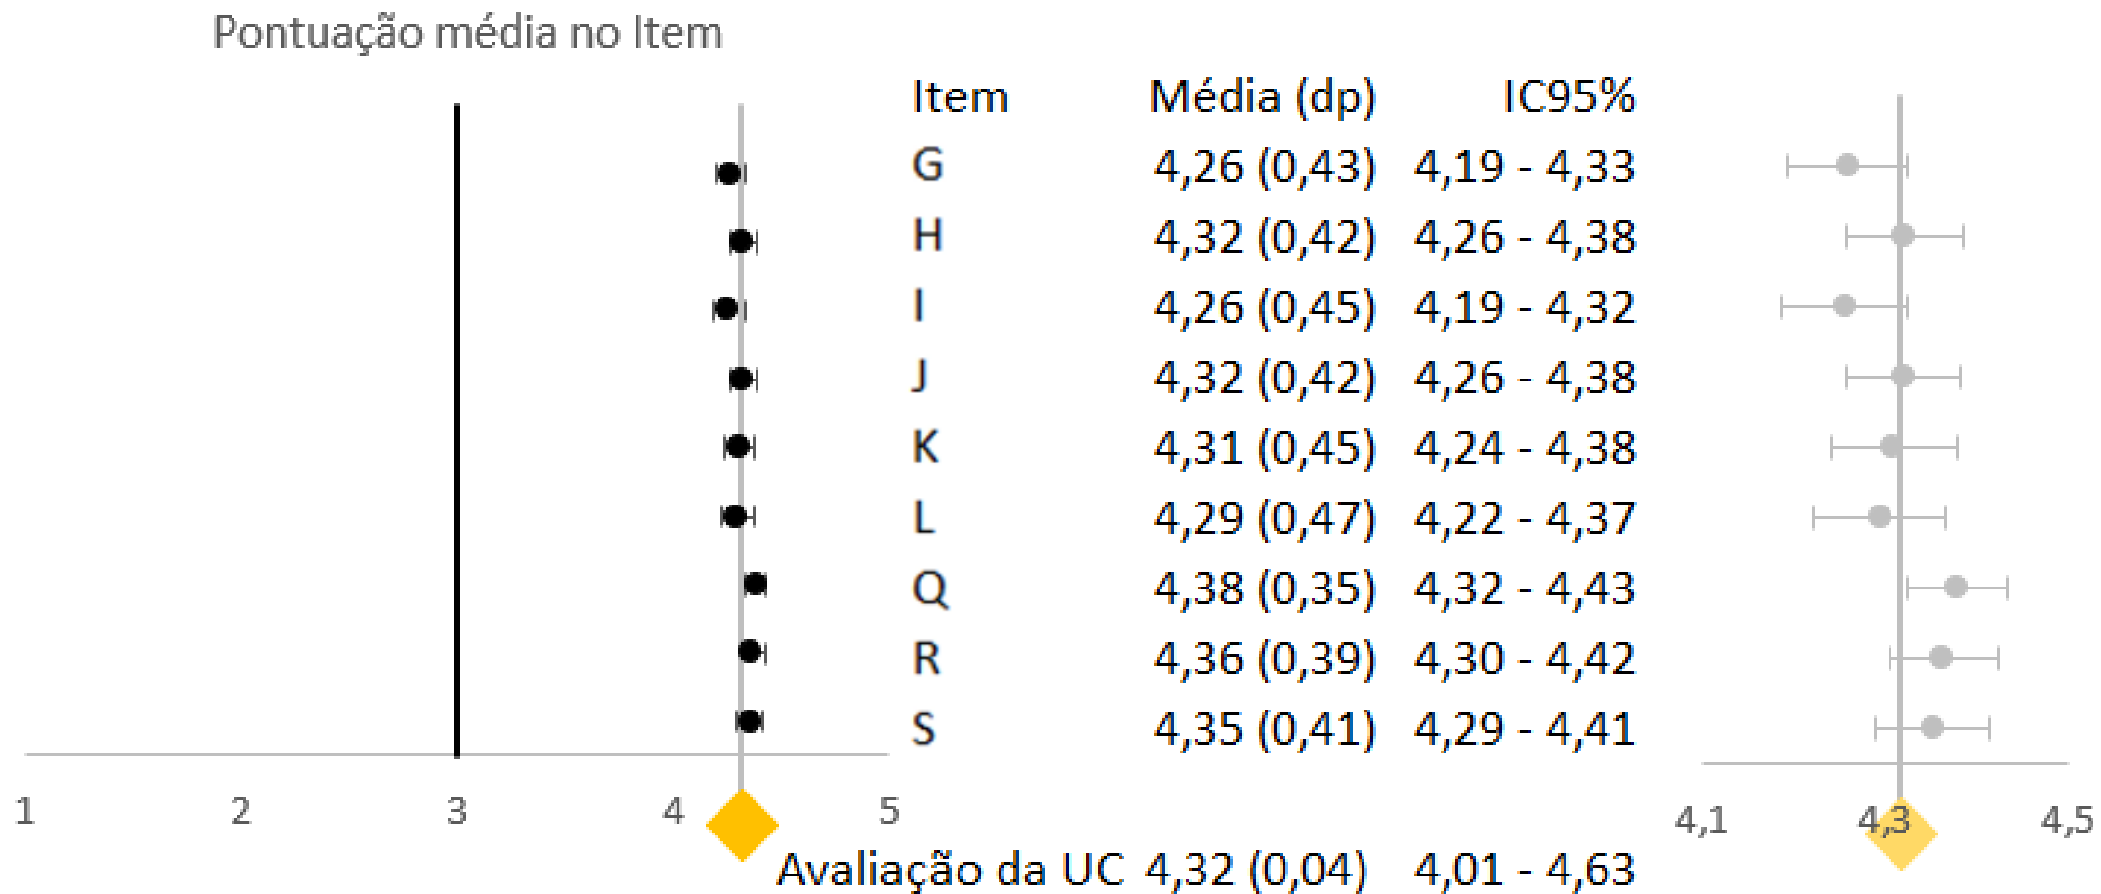 Pontuação média no Item
Item Média (dp) IC95%
G 4,26 (0,43) 4,19 - 4,33
H 4,32 (0,42) 4,26 - 4,38
I 4,26 (0,45) 4,19 - 4,32
J 4,32 (0,42) 4,26 - 4,38
K 4,31 (0,45) 4,24 - 4,38
L 4,29 (0,47) 4,22 - 4,37
Q 4,38 (0,35) 4,32 - 4,43
R 4,36 (0,39) 4,30 - 4,42
S 4,35 (0,41) 4,29 - 4,41
1 2 3 4 5
4,1 4,3 4,5
Avaliação da UC 4,32 (0,04) 4,01 - 4,63